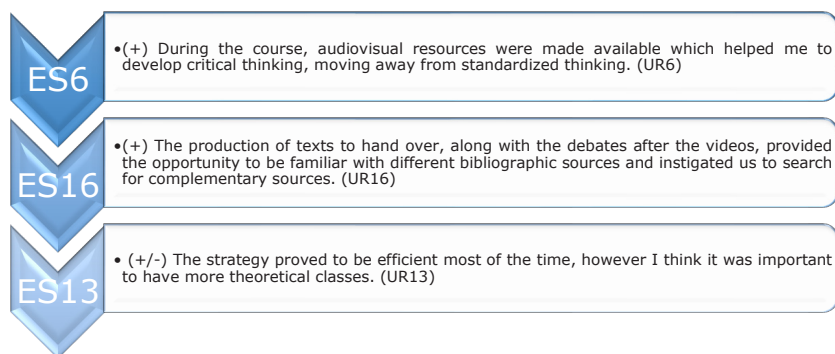 ES6
•(+) During the course, audiovisual resources were made available which helped me to
develop critical thinking, moving away from standardized thinking. (UR6)
ES16
•(+) The production of texts to hand over, along with the debates after the videos, provided
the opportunity to be familiar with different bibliographic sources and instigated us to search
for complementary sources. (UR16)
ES13
• (+/-) The strategy proved to be efficient most of the time, however I think it was important
to have more theoretical classes. (UR13)